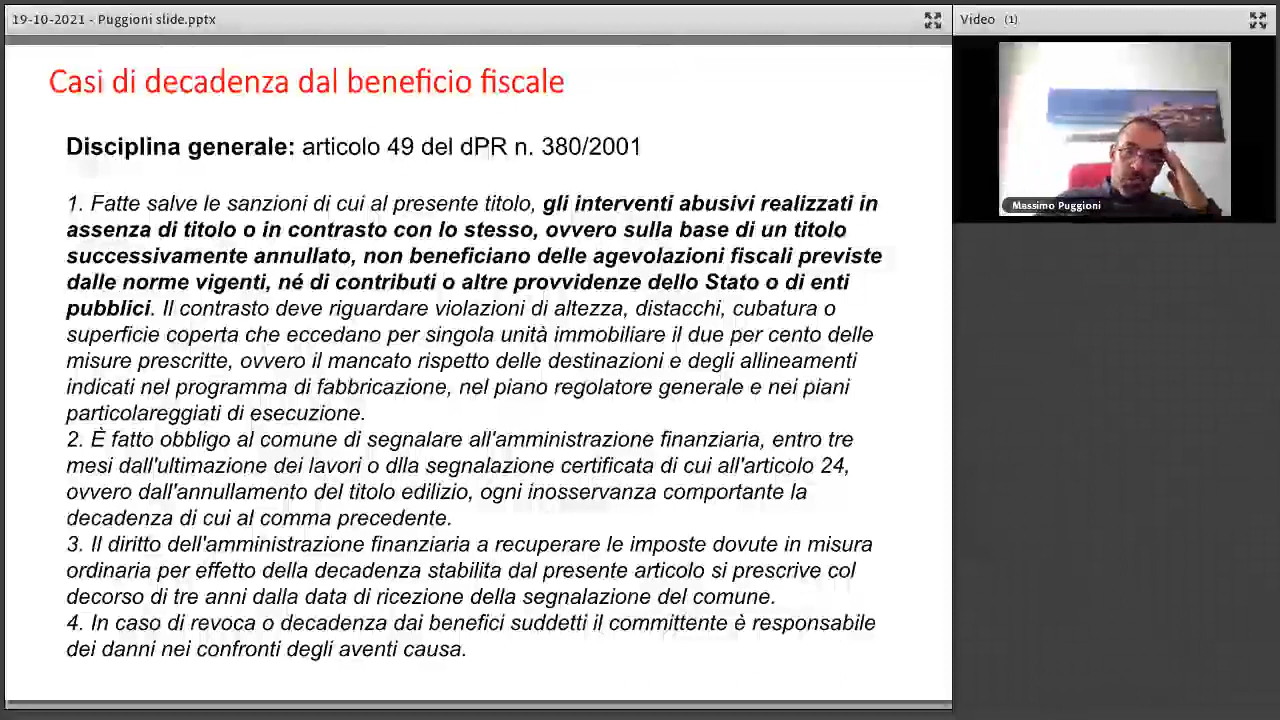 19-10-2021 - Puggioni slide.pptx
Video (1)
Casi di decadenza dal beneficio fiscale
Disciplina generale: articolo 49 del dPR n. 380/2001
1. Fatte salve le sanzioni di cui al presente titolo, gli interventi abusivi realizzati in
assenza di titolo o in contrasto con lo stesso, ovvero sulla base di un titolo
successivamente annullato, non beneficiano delle agevolazioni fiscali previste
dalle norme vigenti, né di contributi o altre provvidenze dello Stato o di enti
pubblici. Il contrasto deve riguardare violazioni di altezza, distacchi, cubatura o
superficie coperta che eccedano per singola unità immobiliare il due per cento delle
misure prescritte, ovvero il mancato rispetto delle destinazioni e degli allineamenti
indicati nel programma di fabbricazione, nel piano regolatore generale e nei piani
particolareggiati di esecuzione.
2. È fatto obbligo al comune di segnalare all'amministrazione finanziaria, entro tre
mesi dall'ultimazione dei lavori o dlla segnalazione certificata di cui all'articolo 24,
ovvero dall'annullamento del titolo edilizio, ogni inosservanza comportante la
decadenza di cui al comma precedente.
3. Il diritto dell'amministrazione finanziaria a recuperare le imposte dovute in misura
ordinaria per effetto della decadenza stabilita dal presente articolo si prescrive col
decorso di tre anni dalla data di ricezione della segnalazione del comune.
4. In caso di revoca o decadenza dai benefici suddetti il committente è responsabile
dei danni nei confronti degli aventi causa.
Massimo Puggioni